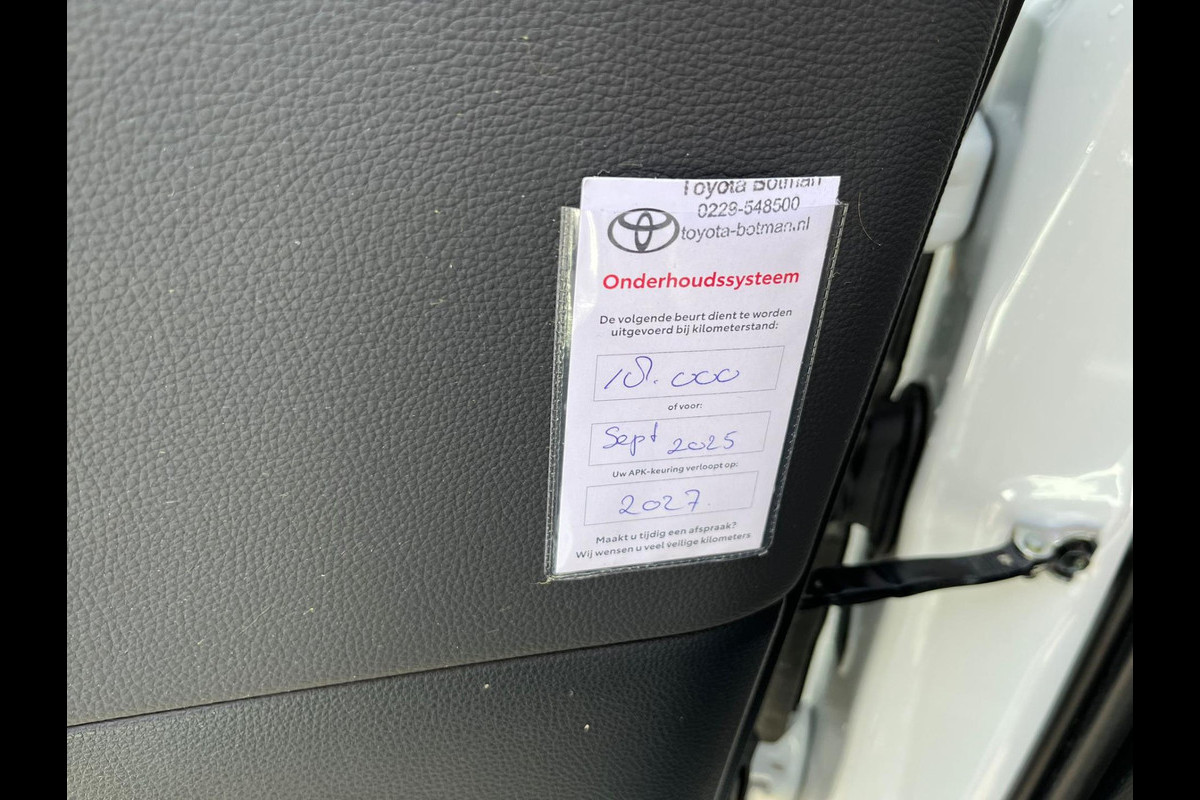 Toyota Botman
0229-548500
toyota-botman.nl
Onderhoudssysteem
De volgende beurt dient te worden
uitgevoerd bij kilometerstand:
18.000
of voor:
Sept 2025
Uw APK-keuring verloopt op:
2027
Maakt u tijdig een afspraak?
Wij wensen u veel veilige kilometers